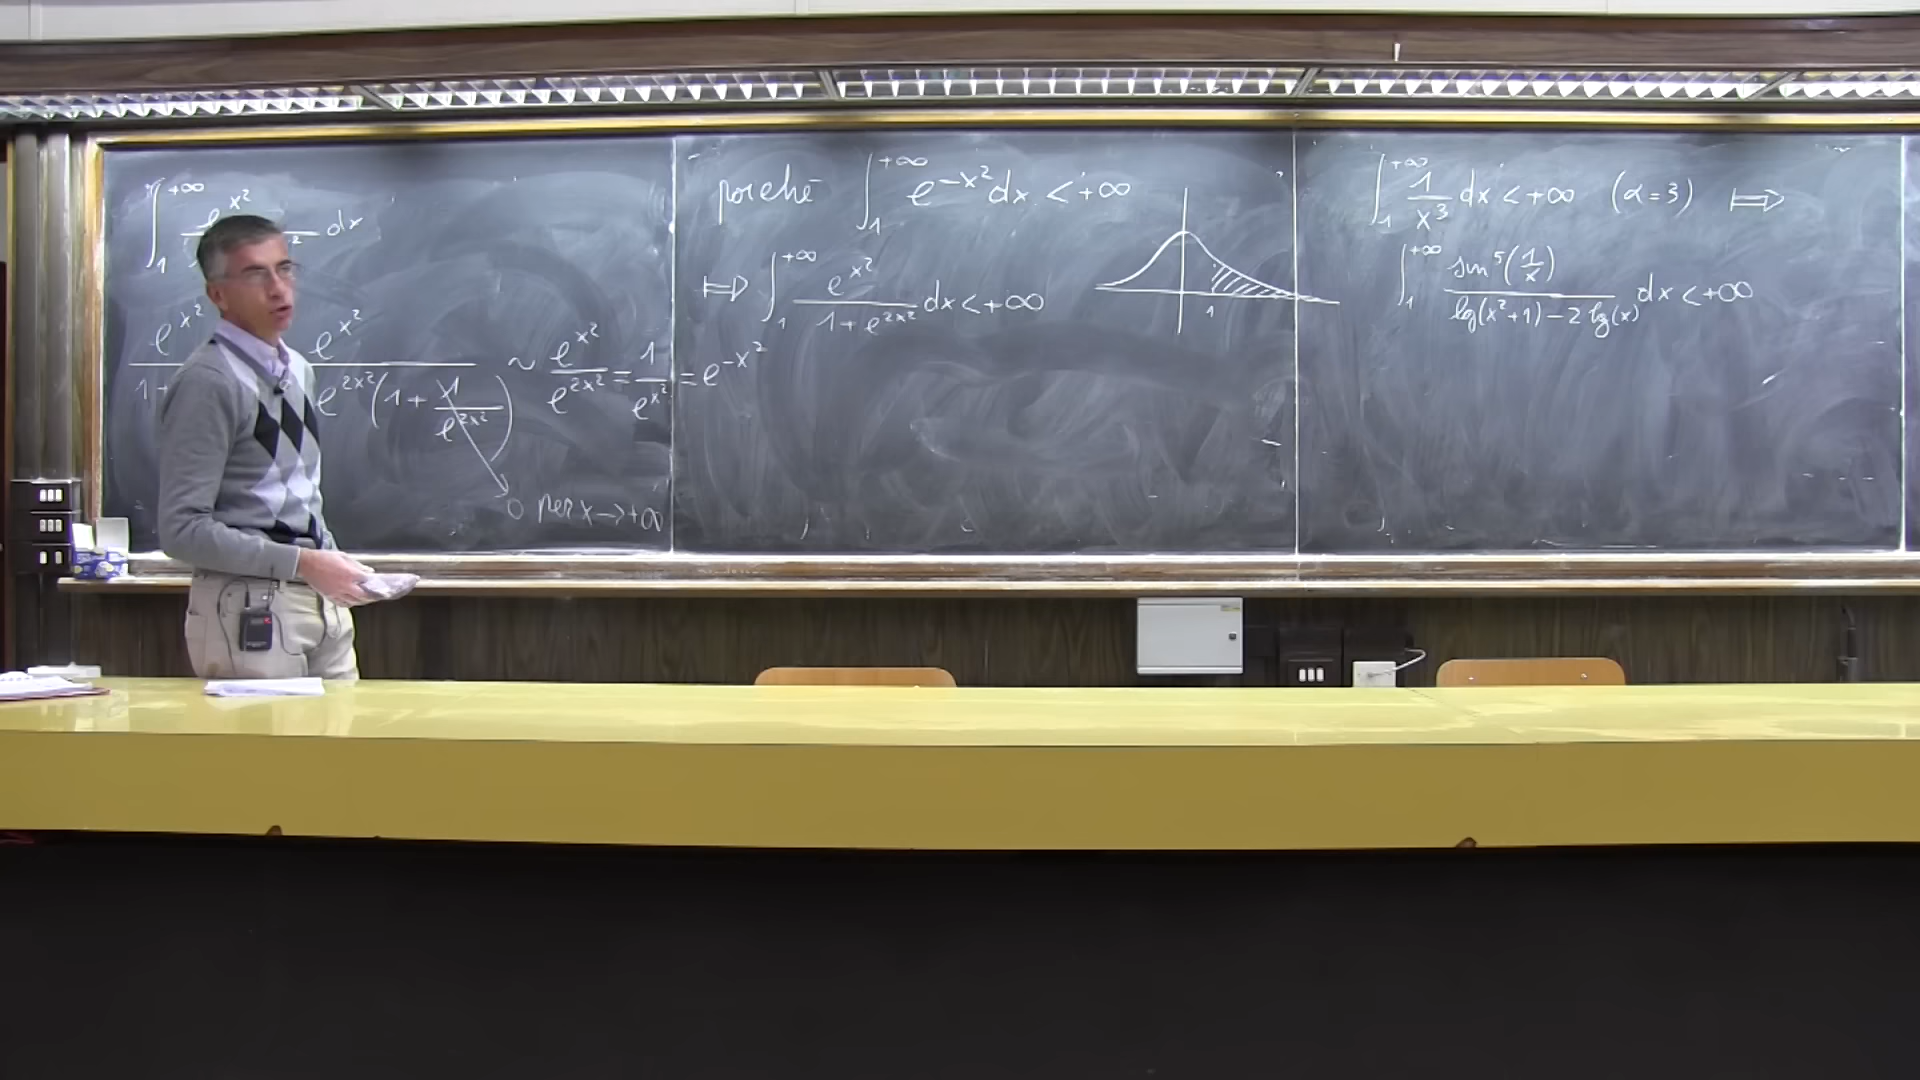 ∫₁^{+∞} e^{x²} dx
e^{x²} / 1+ e^{x²} / e^{2x²}(1 + 1/e^{2x²}) ~ e^{x²}/e^{2x²} = 1/e^{x²} = e^{-x²}
0 per x → +∞
poiché ∫₁^{+∞} e^{-x²} dx < +∞
⟹ ∫₁^{+∞} e^{x²}/(1+e^{2x²}) dx < +∞
1
∫₁^{+∞} 1/x³ dx < +∞ (α=3) ⟹
∫₁^{+∞} sin⁵(1/x) / (lg(x²+1) − 2 lg(x)) dx < +∞